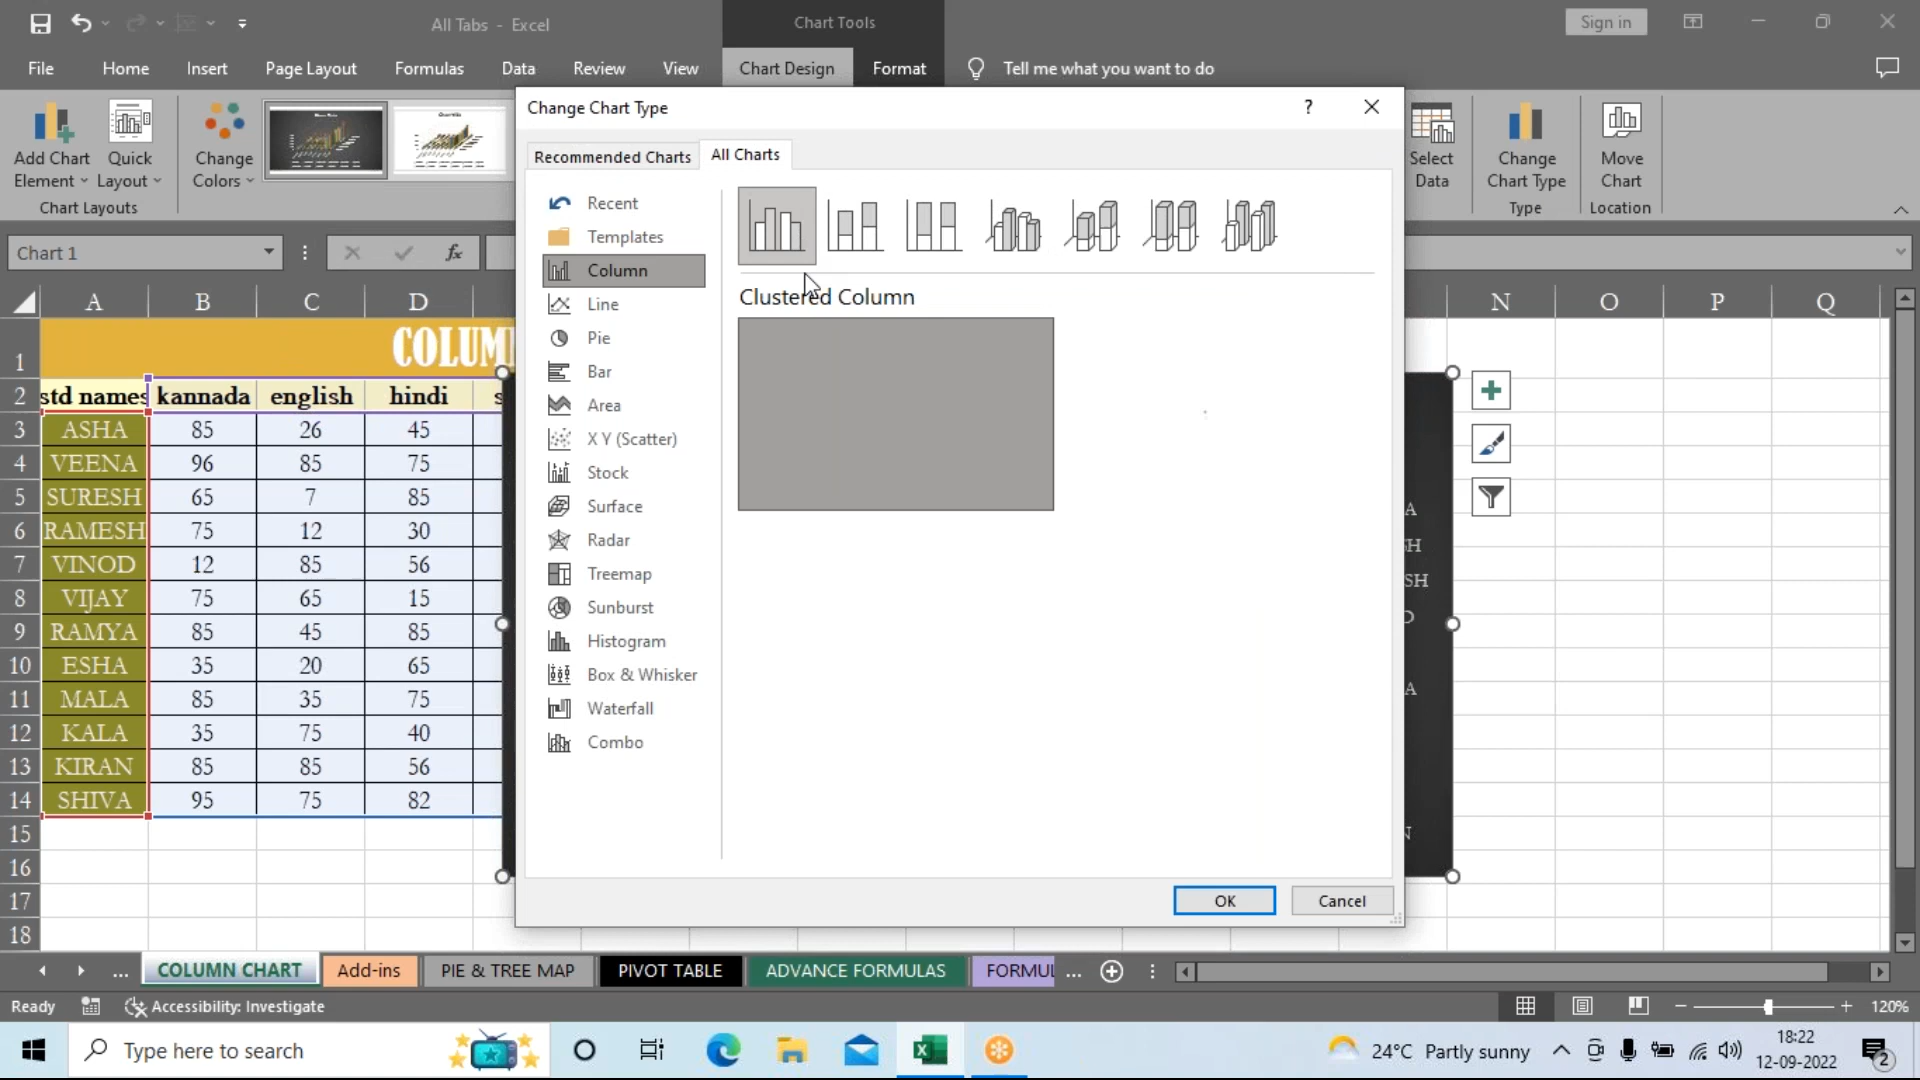 All Tabs - Excel
Chart Tools
Sign in
File Home Insert Page Layout Formulas Data Review View Chart Design Format Tell me what you want to do
Add Chart Element
Quick Layout
Chart Layouts
Change Colors
Select Data
Change Chart Type
Type
Move Chart
Location
Chart 1
fx
Change Chart Type
?
Recommended Charts All Charts
Recent
Templates
Column
Line
Pie
Bar
Area
X Y (Scatter)
Stock
Surface
Radar
Treemap
Sunburst
Histogram
Box & Whisker
Waterfall
Combo
Clustered Column
OK Cancel
A B C D N O P Q
1 COLUM
2 std names kannada english hindi s
3 ASHA 85 26 45
4 VEENA 96 85 75
5 SURESH 65 7 85
6 RAMESH 75 12 30
7 VINOD 12 85 56
8 VIJAY 75 65 15
9 RAMYA 85 45 85
10 ESHA 35 20 65
11 MALA 85 35 75
12 KALA 35 75 40
13 KIRAN 85 85 56
14 SHIVA 95 75 82
15
16
17
18
A
SH
D
A
N
... COLUMN CHART Add-ins PIE & TREE MAP PIVOT TABLE ADVANCE FORMULAS FORMUL ...
Ready Accessibility: Investigate 120%
Type here to search
24°C Partly sunny
18:22
12-09-2022
2